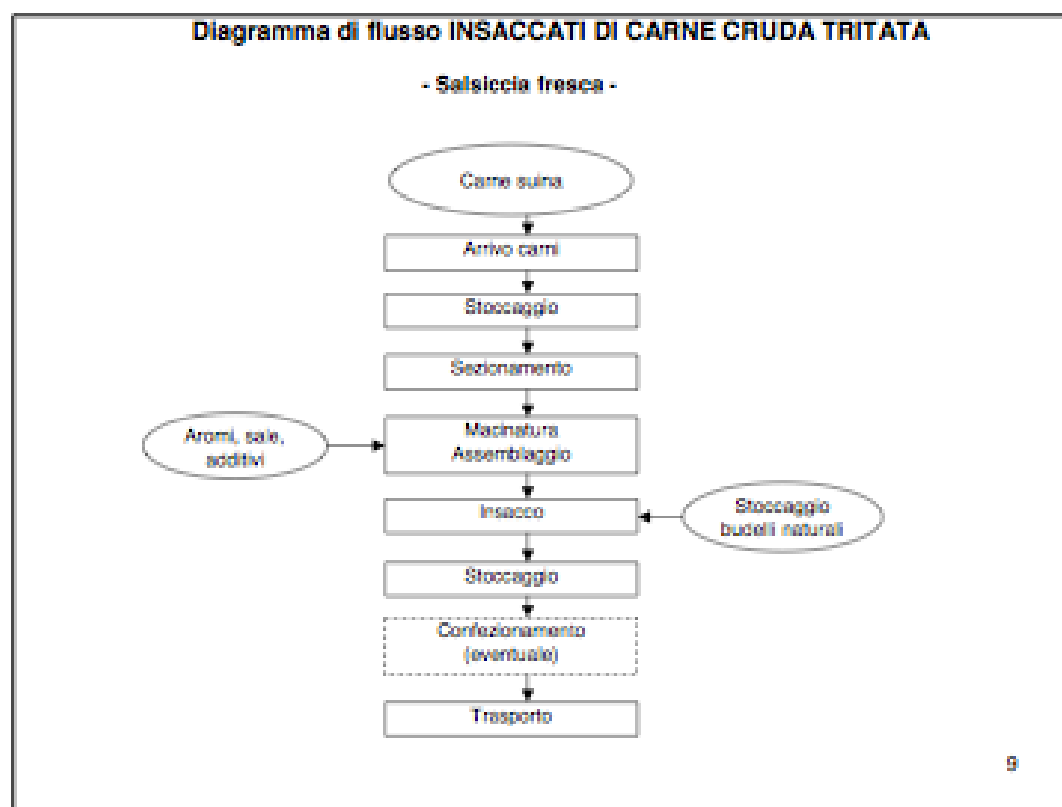 Diagramma di flusso INSACCATI DI CARNE CRUDA TRITATA
- Salsiccia fresca -
Carne suina
Arrivo carni
Stoccaggio
Sezionamento
Aromi, sale,
additivi
Macinatura
Assemblaggio
Insacco
Stoccaggio
budelli naturali
Stoccaggio
Confezionamento
(eventuale)
Trasporto
9